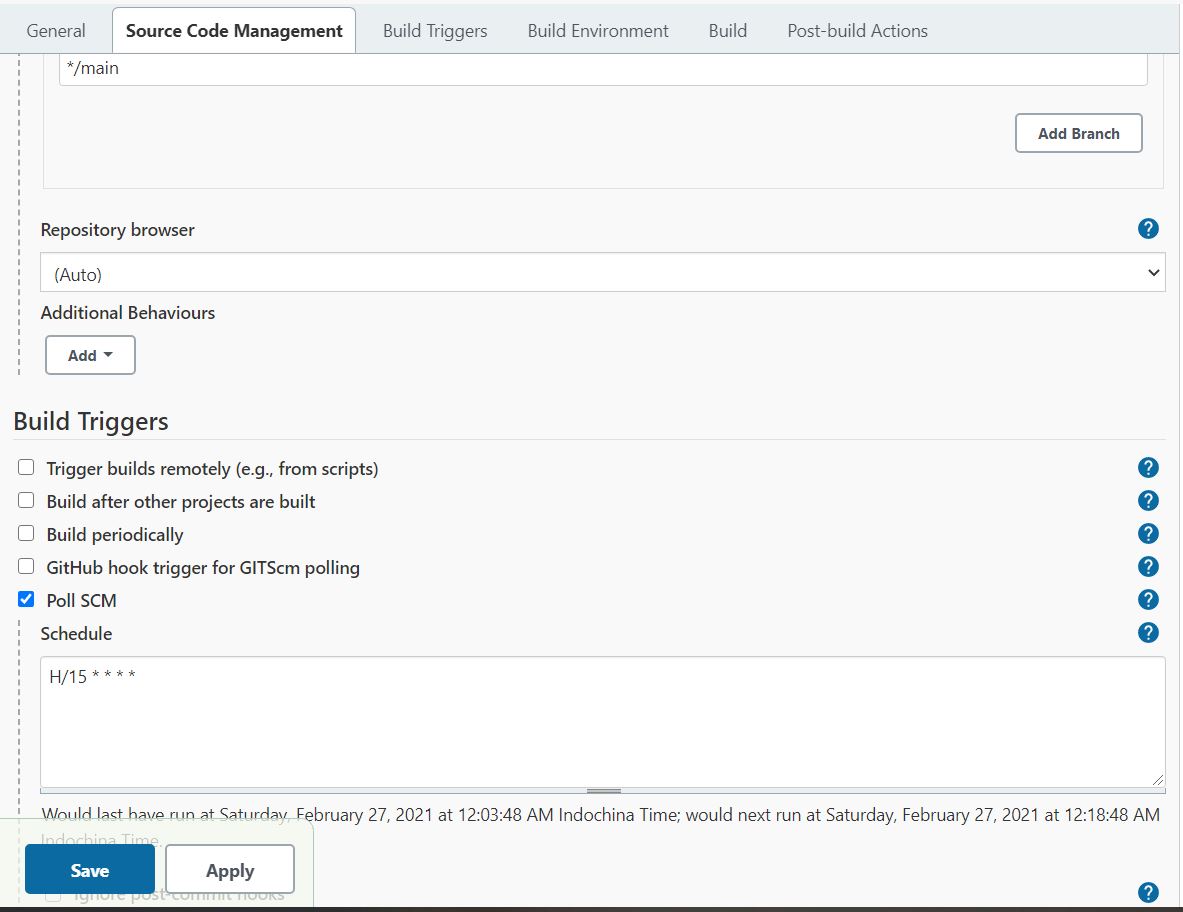 General Source Code Management Build Triggers Build Environment Build Post-build Actions
*/main
Add Branch
Repository browser ?
(Auto)
Additional Behaviours
Add
Build Triggers
Trigger builds remotely (e.g., from scripts) ?
Build after other projects are built ?
Build periodically ?
GitHub hook trigger for GITScm polling ?
Poll SCM ?
Schedule ?
H/15 * * * *
Would last have run at Saturday, February 27, 2021 at 12:03:48 AM Indochina Time; would next run at Saturday, February 27, 2021 at 12:18:48 AM
Indochina Time.
Save Apply
Ignore post-commit hooks ?